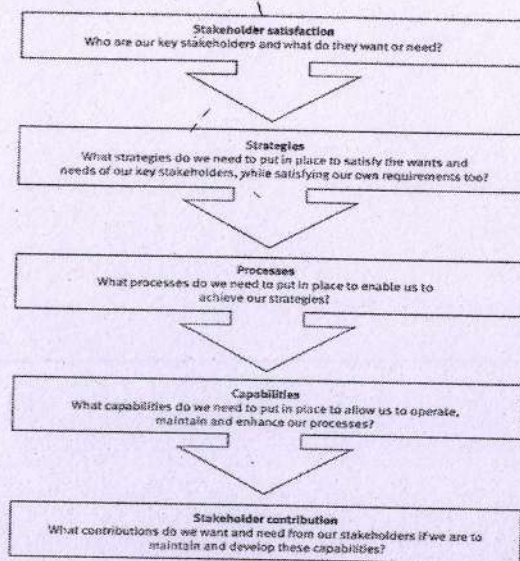 Stakeholder satisfaction
Who are our key stakeholders and what do they want or need?
Strategies
What strategies do we need to put in place to satisfy the wants and
needs of our key stakeholders, while satisfying our own requirements too?
Processes
What processes do we need to put in place to enable us to
achieve our strategies?
Capabilities
What capabilities do we need to put in place to allow us to operate,
maintain and enhance our processes?
Stakeholder contribution
What contributions do we want and need from our stakeholders if we are to
maintain and develop these capabilities?